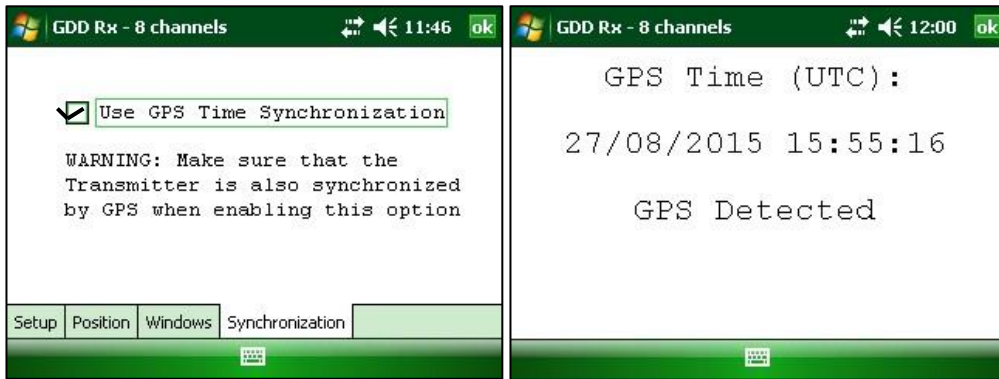 GDD Rx - 8 channels 11:46 ok
Use GPS Time Synchronization
WARNING: Make sure that the
Transmitter is also synchronized
by GPS when enabling this option
Setup Position Windows Synchronization
GDD Rx - 8 channels 12:00 ok
GPS Time (UTC):
27/08/2015 15:55:16
GPS Detected